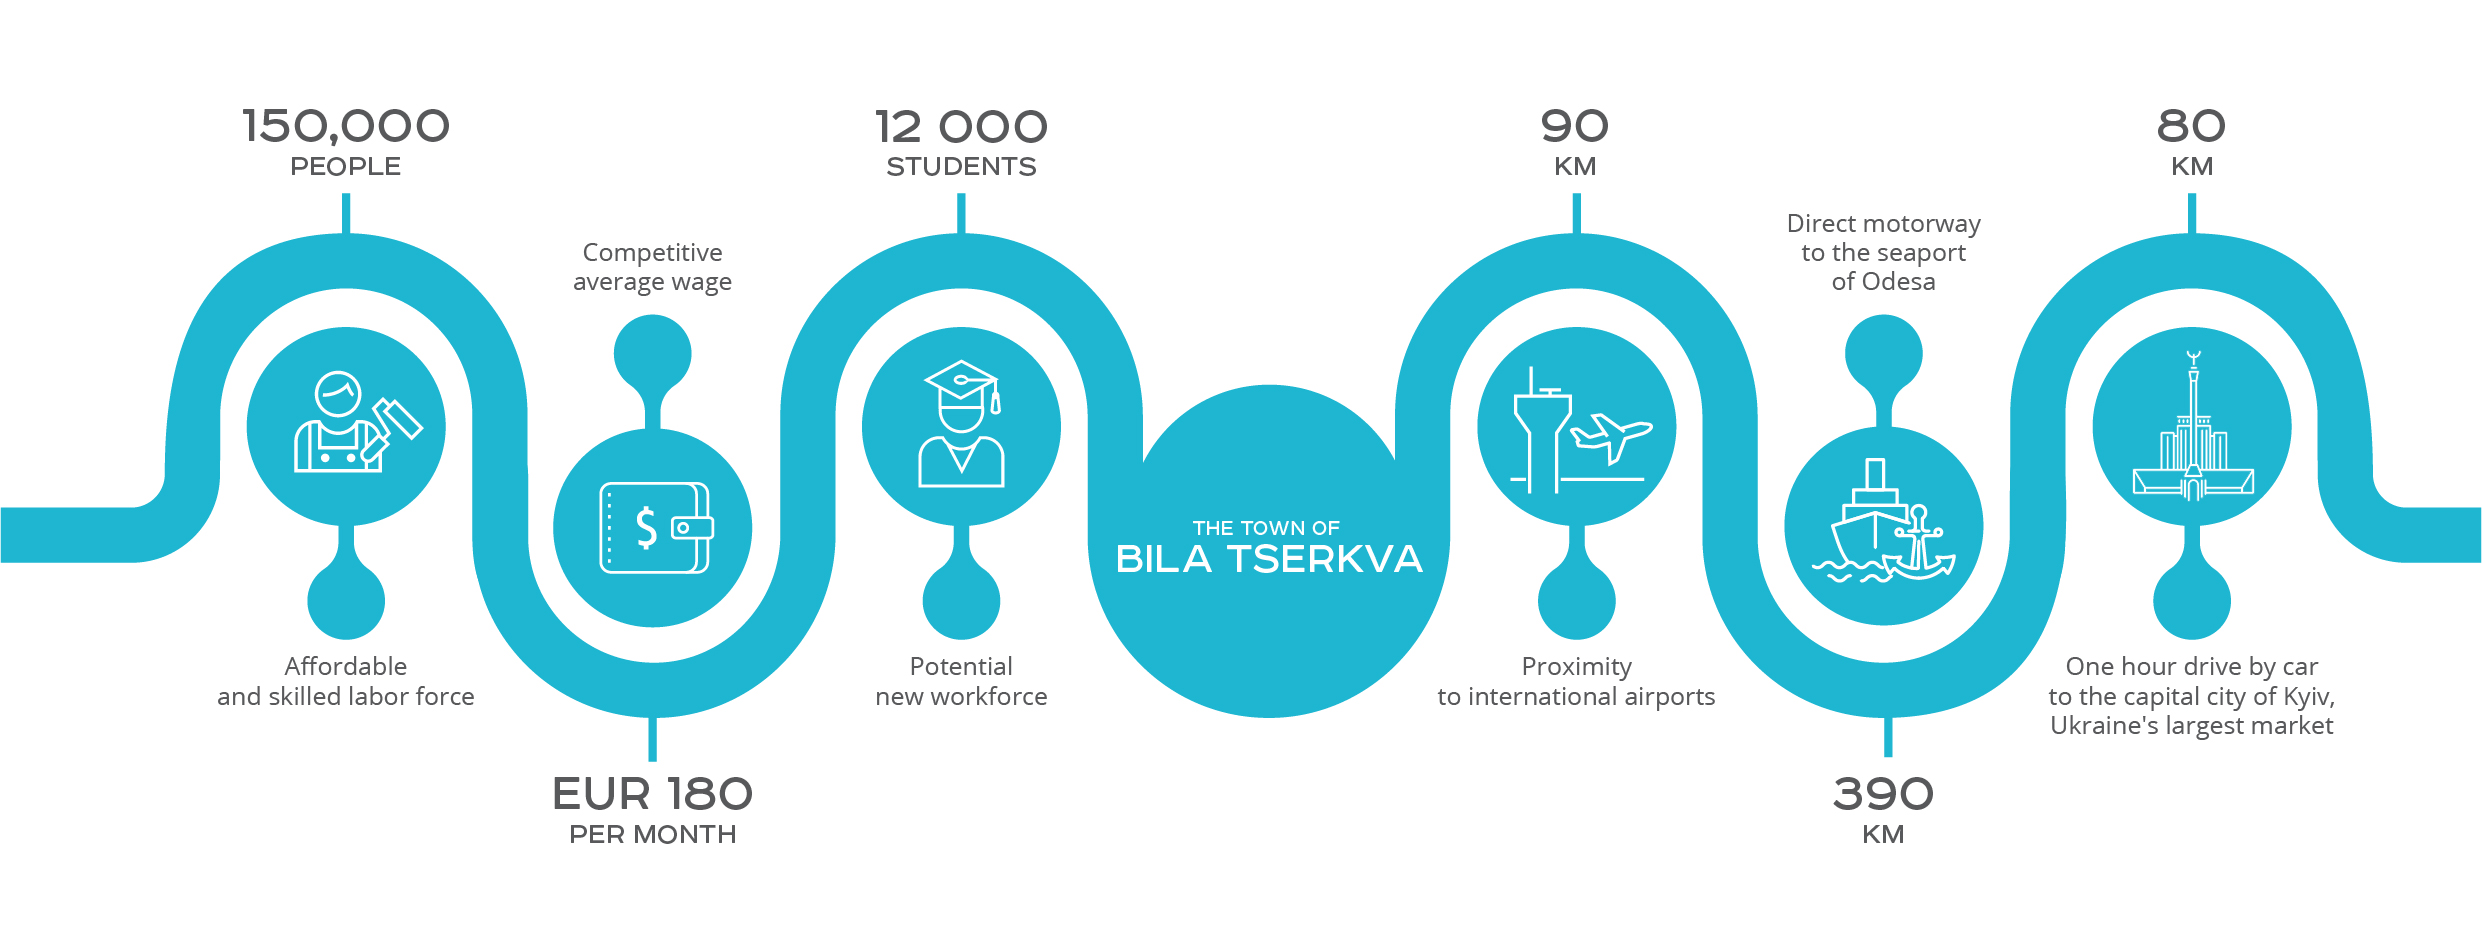 150,000
PEOPLE
Affordable
and skilled labor force
Competitive
average wage
$
EUR 180
PER MONTH
12 000
STUDENTS
Potential
new workforce
THE TOWN OF
BILA TSERKVA
90
KM
Proximity
to international airports
Direct motorway
to the seaport
of Odesa
390
KM
80
KM
One hour drive by car
to the capital city of Kyiv,
Ukraine's largest market